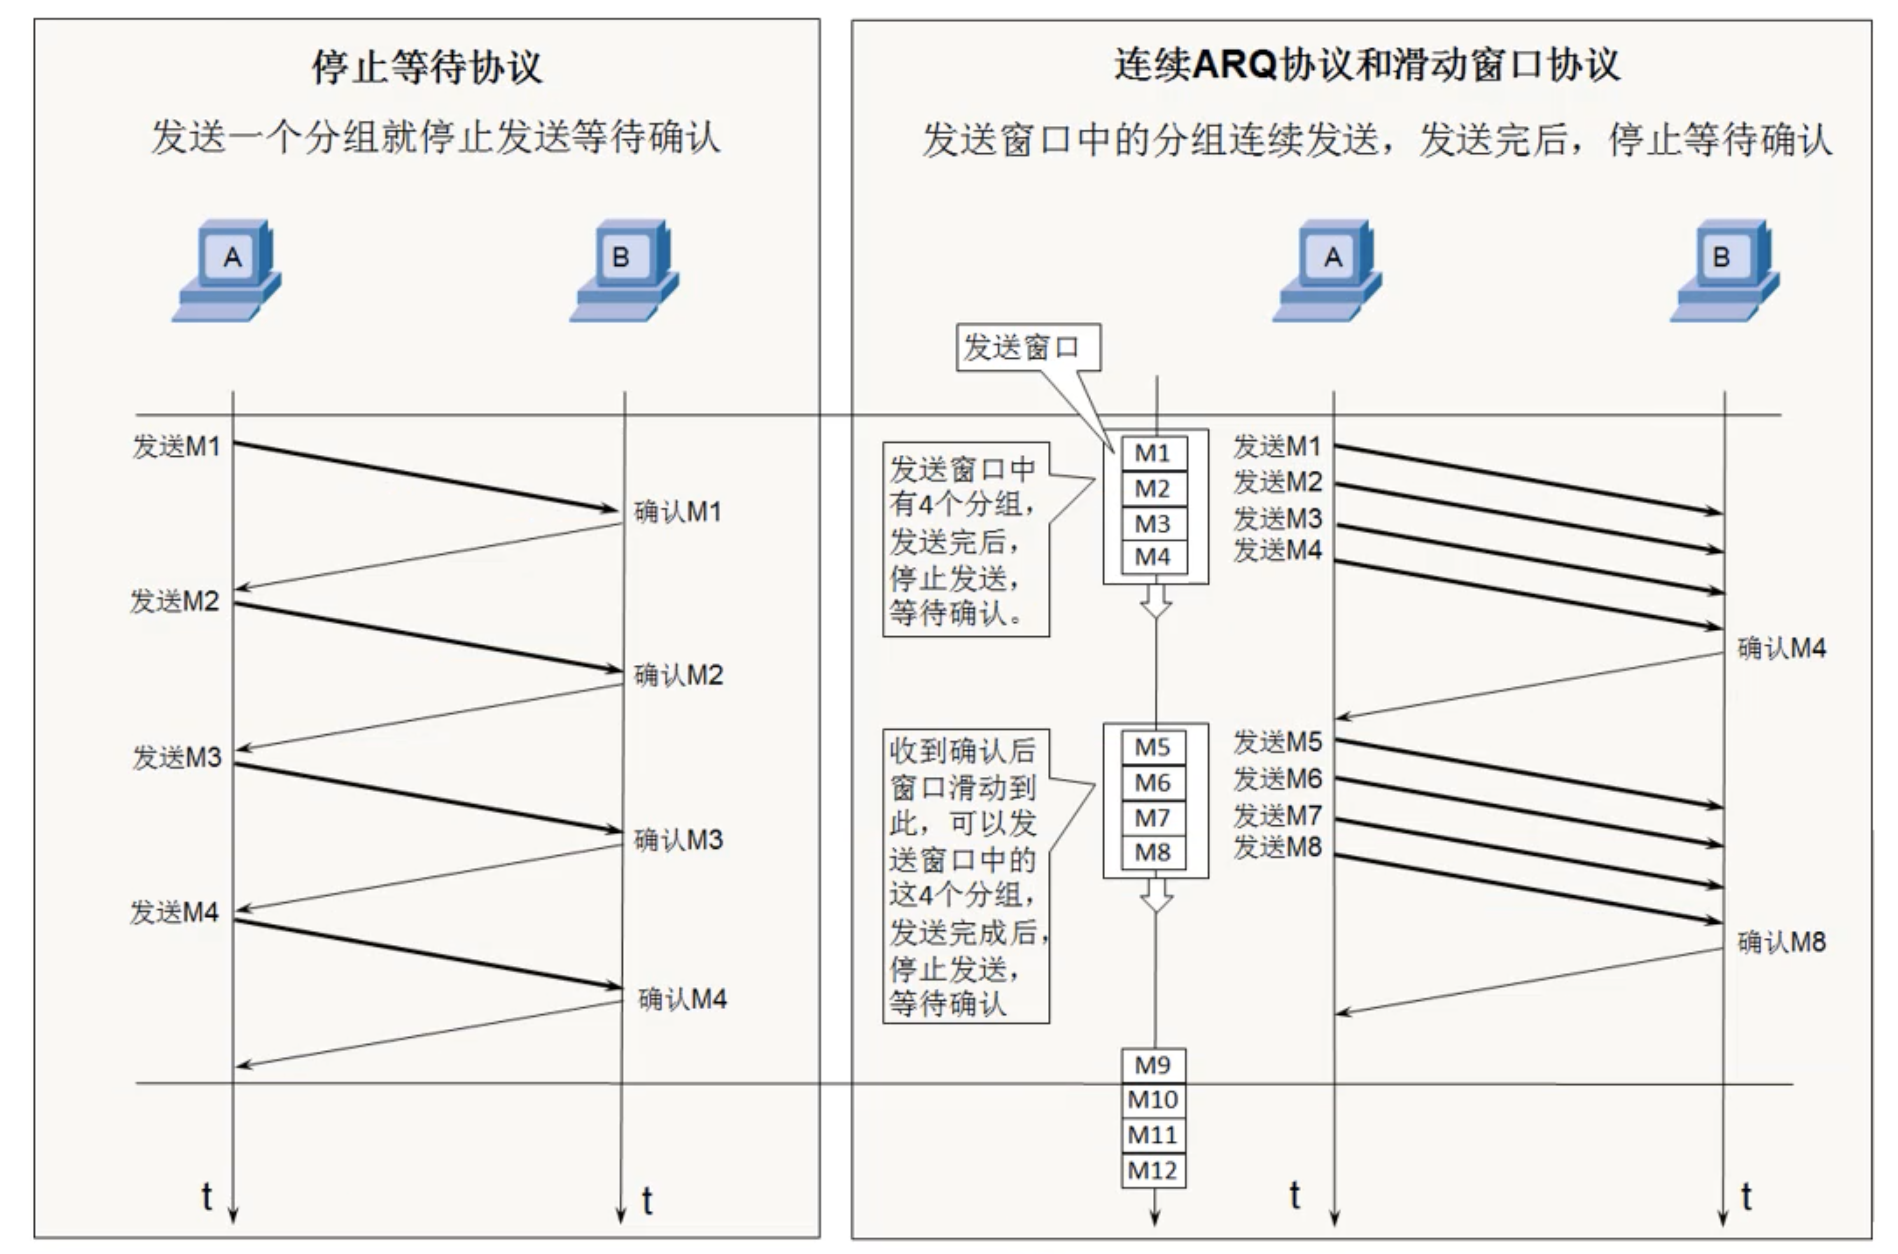 停止等待协议
发送一个分组就停止发送等待确认
A
B
发送M1
确认M1
发送M2
确认M2
发送M3
确认M3
发送M4
确认M4
t
t
连续ARQ协议和滑动窗口协议
发送窗口中的分组连续发送，发送完后，停止等待确认
A
B
发送窗口
发送窗口中
有4个分组，
发送完后，
停止发送，
等待确认。
M1
M2
M3
M4
发送M1
发送M2
发送M3
发送M4
确认M4
收到确认后
窗口滑动到
此，可以发
送窗口中的
这4个分组，
发送完成后，
停止发送，
等待确认
M5
M6
M7
M8
发送M5
发送M6
发送M7
发送M8
确认M8
M9
M10
M11
M12
t
t